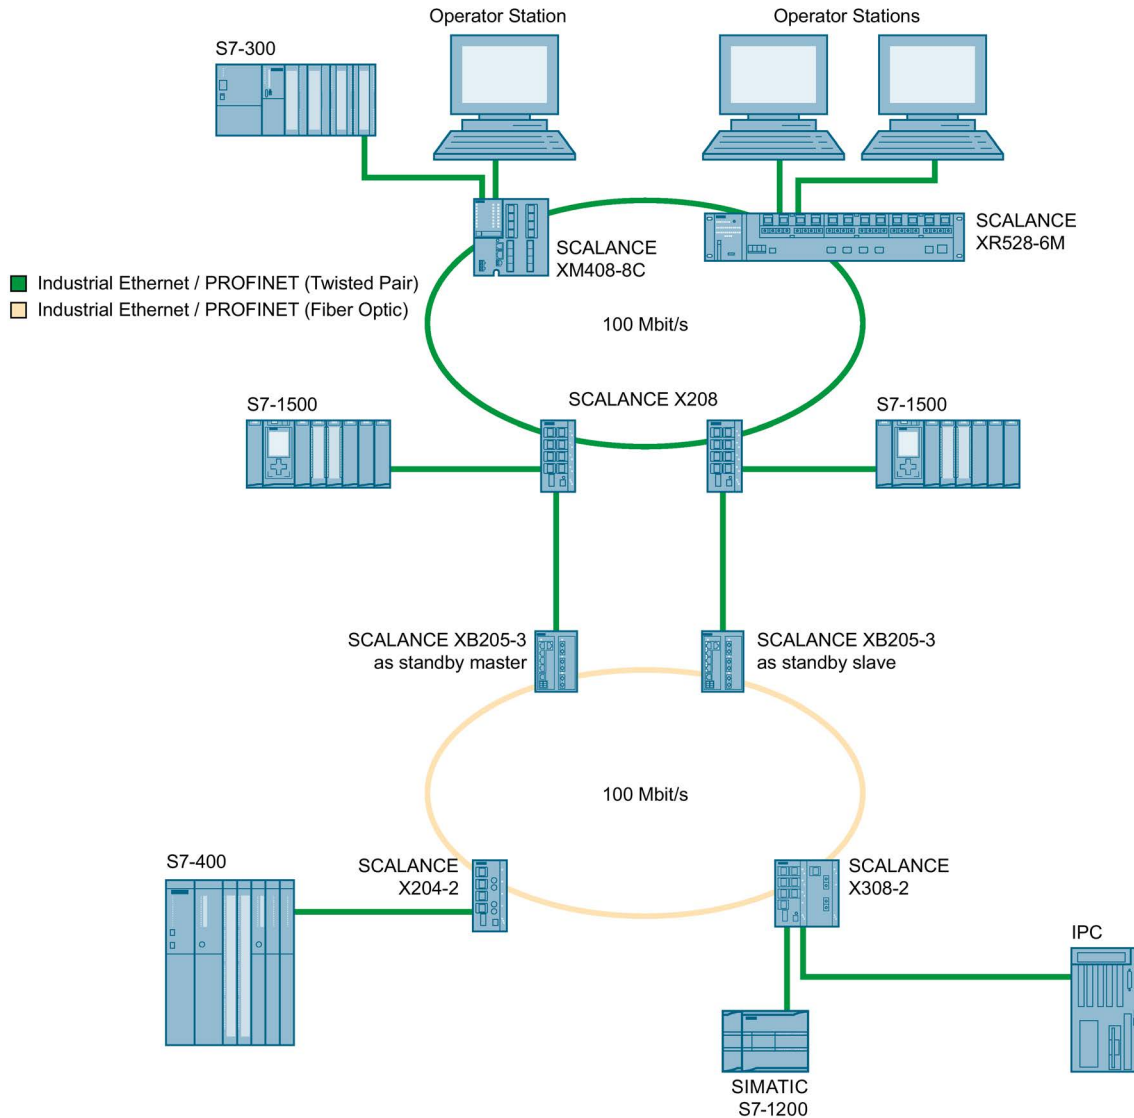 Operator Station
Operator Stations
S7-300
SCALANCE
XM408-8C
SCALANCE
XR528-6M
Industrial Ethernet / PROFINET (Twisted Pair)
Industrial Ethernet / PROFINET (Fiber Optic)
100 Mbit/s
SCALANCE X208
S7-1500
S7-1500
SCALANCE XB205-3
as standby master
SCALANCE XB205-3
as standby slave
100 Mbit/s
S7-400
SCALANCE
X204-2
SCALANCE
X308-2
IPC
SIMATIC
S7-1200